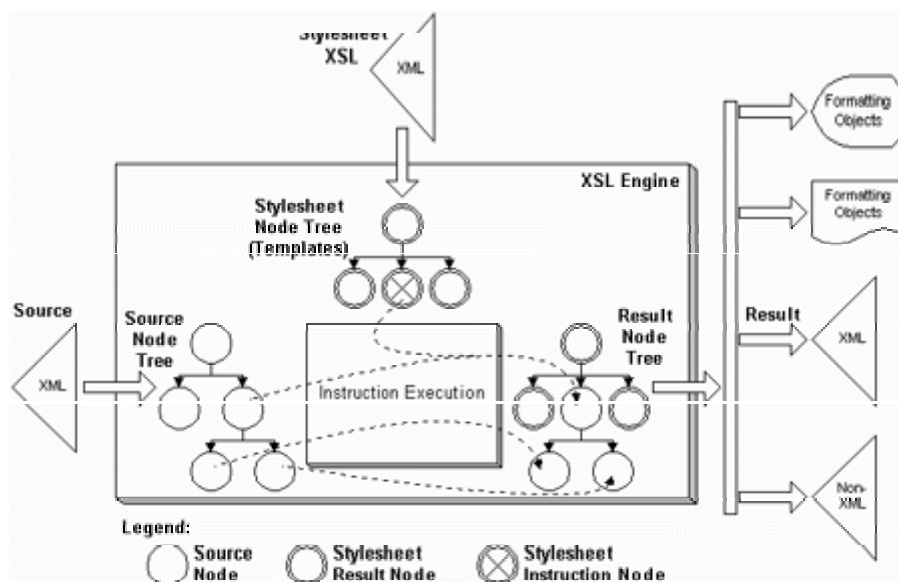 Stylesheet
XSL
XML
XSL Engine
Stylesheet
Node Tree
(Templates)
Source
XML
Source
Node
Tree
Instruction Execution
Result
Node
Tree
Result
Formatting
Objects
Formatting
Objects
XML
Non-
XML
Legend:
Source
Node
Stylesheet
Result Node
Stylesheet
Instruction Node